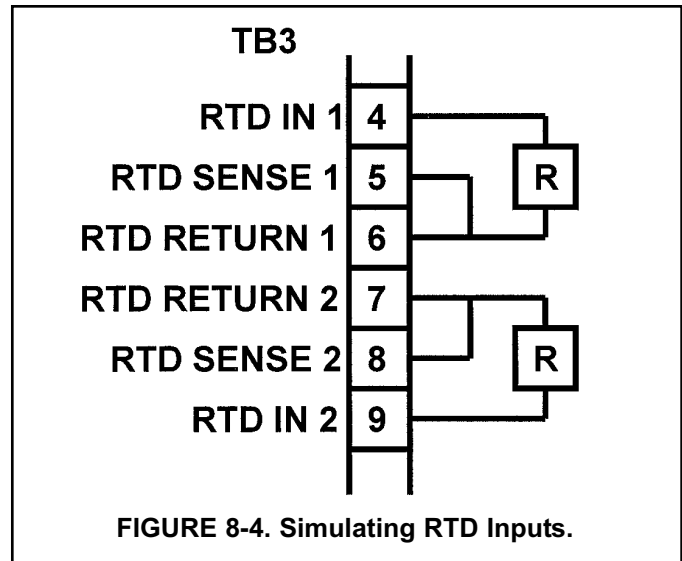 TB3
RTD IN 1 4
RTD SENSE 1 5 R
RTD RETURN 1 6
RTD RETURN 2 7
RTD SENSE 2 8 R
RTD IN 2 9
FIGURE 8-4. Simulating RTD Inputs.